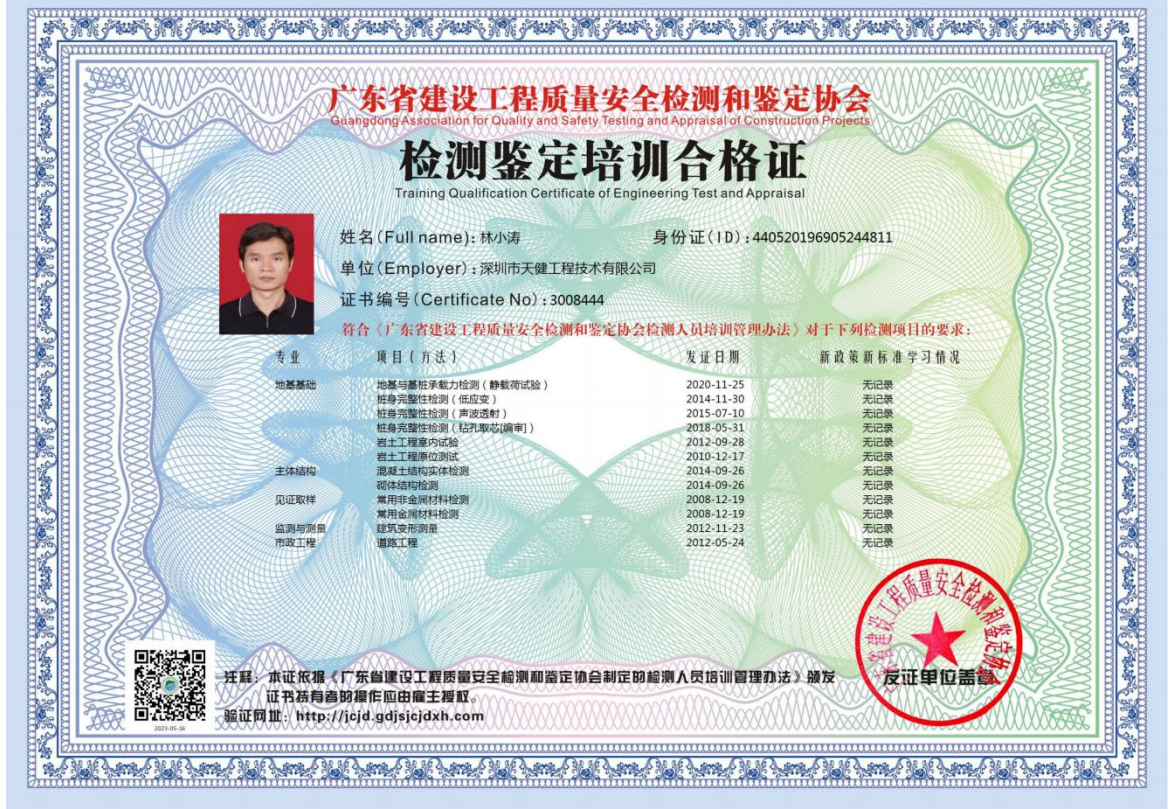 广东省建设工程质量安全检测和鉴定协会
Guangdong Association for Quality and Safety Testing and Appraisal of Construction Projects
检测鉴定培训合格证
Training Qualification Certificate of Engineering Test and Appraisal
姓名(Full name): 林小涛 身份证(ID): 440520196905244811
单位(Employer): 深圳市天健工程技术有限公司
证书编号(Certificate No): 3008444
符合《广东省建设工程质量安全检测和鉴定协会检测人员培训管理办法》对于下列检测项目的要求:
专业 项目(方法) 发证日期 新政策新标准学习情况
地基基础 地基与基桩承载力检测(静载荷试验) 2020-11-25 无记录
桩身完整性检测(低应变) 2014-11-30 无记录
桩身完整性检测(声波透射) 2015-07-10 无记录
桩身完整性检测(钻孔取芯[编审]) 2018-05-31 无记录
岩土工程室内试验 2012-09-28 无记录
岩土工程原位测试 2010-12-17 无记录
主体结构 混凝土结构实体检测 2014-09-26 无记录
砌体结构检测 2014-09-26 无记录
见证取样 常用非金属材料检测 2008-12-19 无记录
常用金属材料检测 2008-12-19 无记录
监测与测量 建筑变形测量 2012-11-23 无记录
市政工程 道路工程 2012-05-24 无记录
广东省建设工程质量安全检测和鉴定协会
发证单位盖章
注释: 本证依据《广东省建设工程质量安全检测和鉴定协会制定的检测人员培训管理办法》颁发
证书持有者的操作应由雇主授权。
验证网址: http://jcjd.gdjsjcjdxh.com
2023-05-16